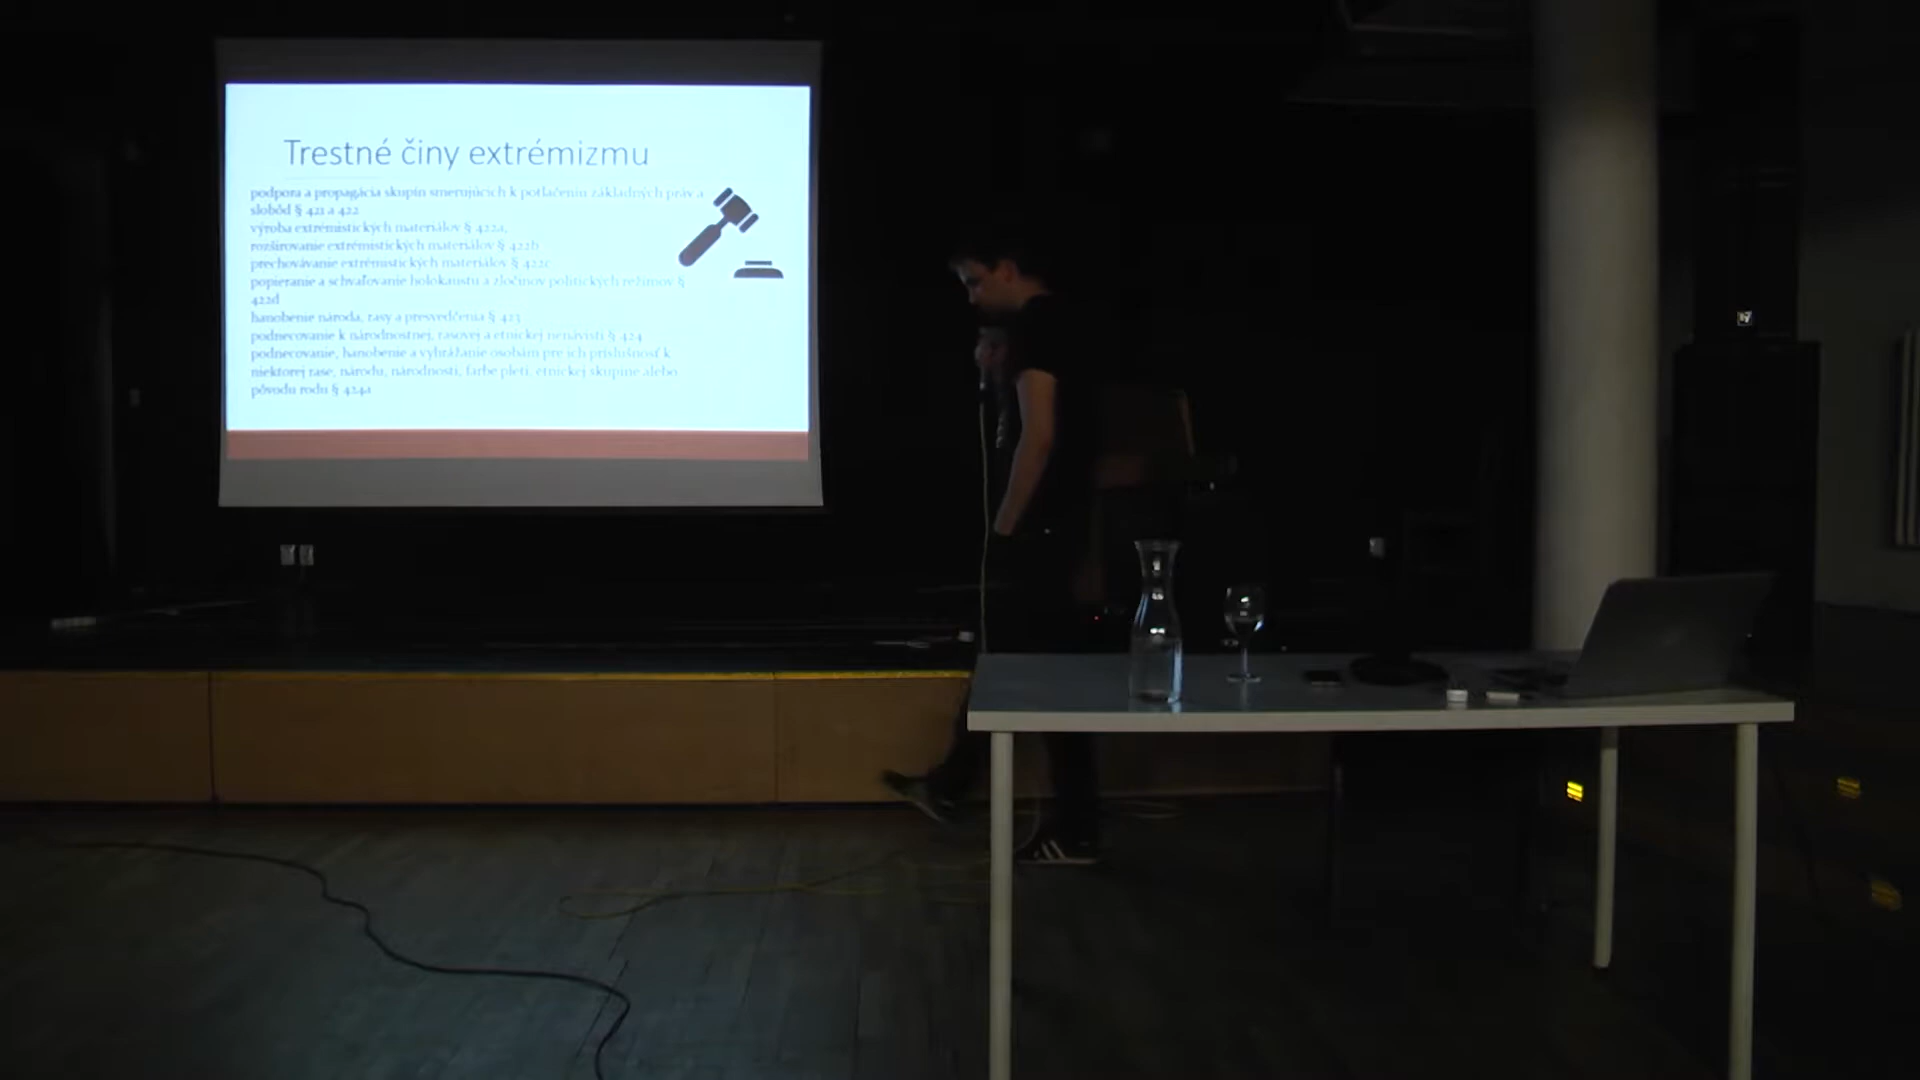 Trestné činy extrémizmu
podpora a propagácia skupín smerujúcich k potlačeniu základných práv a
slobôd § 421 a 422
výroba extrémistických materiálov § 422a,
rozširovanie extrémistických materiálov § 422b
prechovávanie extrémistických materiálov § 422c
popieranie a schvaľovanie holokaustu a zločinov politických režimov §
422d
hanobenie národa, rasy a presvedčenia § 423
podnecovanie k národnostnej, rasovej a etnickej nenávisti § 424
podnecovanie, hanobenie a vyhrážanie osobám pre ich príslušnosť k
niektorej rase, národu, národnosti, farbe pleti, etnickej skupine alebo
pôvodu rodu § 424a